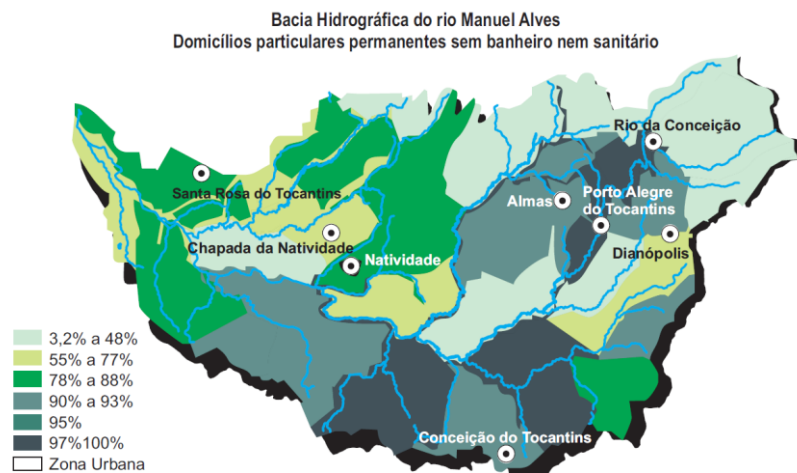 Bacia Hidrográfica do rio Manuel Alves
Domicílios particulares permanentes sem banheiro nem sanitário
Rio da Conceição
Santa Rosa do Tocantins
Almas
Porto Alegre
do Tocantins
Chapada da Natividade
Dianópolis
Natividade
3,2% a 48%
55% a 77%
78% a 88%
90% a 93%
95%
97%100%
Zona Urbana
Conceição do Tocantins